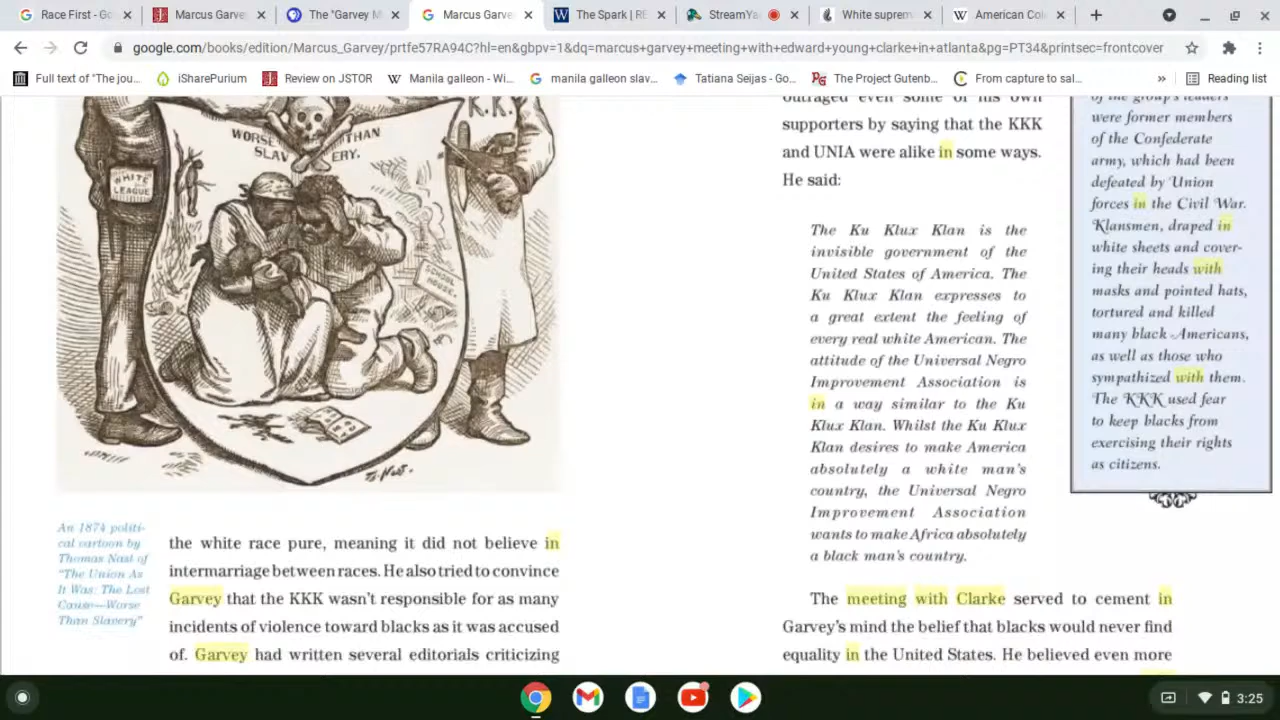 Race First - Go
Marcus Garve
The "Garvey M
Marcus Garve
The Spark | RE
StreamYa
White suprem
American Col
google.com/books/edition/Marcus_Garvey/prtfe57RA94C?hl=en&gbpv=1&dq=marcus+garvey+meeting+with+edward+young+clarke+in+atlanta&pg=PT34&printsec=frontcover
Full text of "The jou...
iSharePurium
Review on JSTOR
Manila galleon - Wi...
manila galleon slav...
Tatiana Seijas - Go...
The Project Gutenb...
From capture to sal...
»
Reading list
K.K.
WORSE THAN
SLAVERY.
WHITE
LEAGUE
SCHOOL
HOUSE.
Th: Nast.
An 1874 politi-
cal cartoon by
Thomas Nast of
"The Union As
It Was: The Lost
Cause—Worse
Than Slavery"
the white race pure, meaning it did not believe in
intermarriage between races. He also tried to convince
Garvey that the KKK wasn't responsible for as many
incidents of violence toward blacks as it was accused
of. Garvey had written several editorials criticizing
outraged even some of his own
supporters by saying that the KKK
and UNIA were alike in some ways.
He said:
The Ku Klux Klan is the
invisible government of the
United States of America. The
Ku Klux Klan expresses to
a great extent the feeling of
every real white American. The
attitude of the Universal Negro
Improvement Association is
in a way similar to the Ku
Klux Klan. Whilst the Ku Klux
Klan desires to make America
absolutely a white man's
country, the Universal Negro
Improvement Association
wants to make Africa absolutely
a black man's country.
The meeting with Clarke served to cement in
Garvey's mind the belief that blacks would never find
equality in the United States. He believed even more
of the group's leaders
were former members
of the Confederate
army, which had been
defeated by Union
forces in the Civil War.
Klansmen, draped in
white sheets and cover-
ing their heads with
masks and pointed hats,
tortured and killed
many black Americans,
as well as those who
sympathized with them.
The KKK used fear
to keep blacks from
exercising their rights
as citizens.
3:25